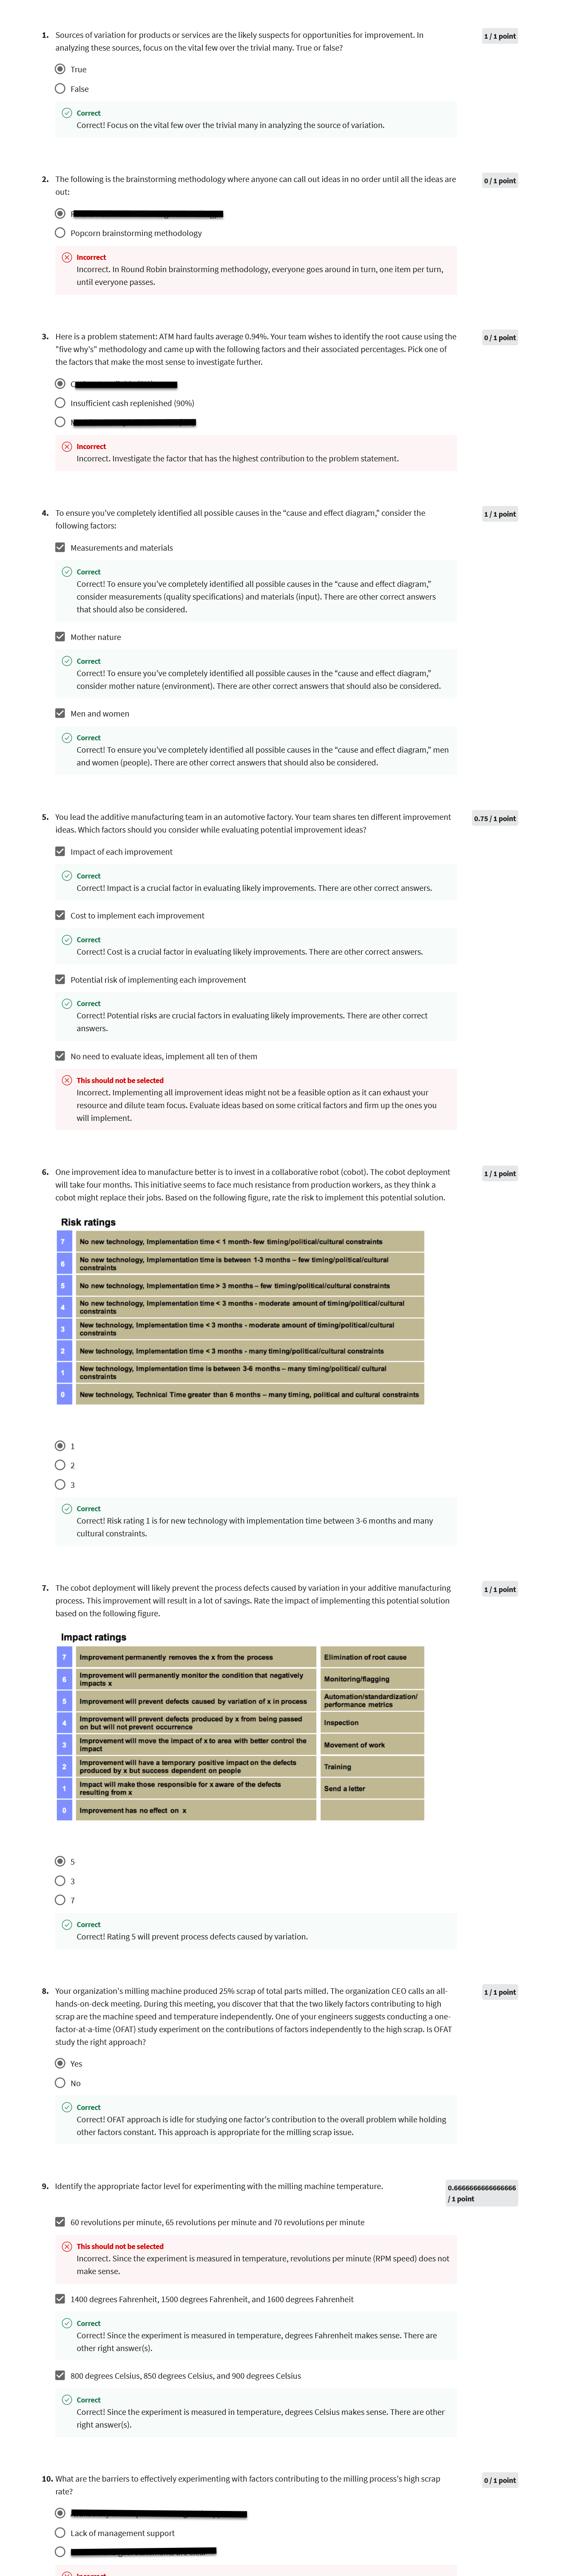 1. Sources of variation for products or services are the likely suspects for opportunities for improvement. In
analyzing these sources, focus on the vital few over the trivial many. True or false?
1 / 1 point
True
False
Correct
Correct! Focus on the vital few over the trivial many in analyzing the source of variation.
2. The following is the brainstorming methodology where anyone can call out ideas in no order until all the ideas are
out:
0 / 1 point
Popcorn brainstorming methodology
Incorrect
Incorrect. In Round Robin brainstorming methodology, everyone goes around in turn, one item per turn,
until everyone passes.
3. Here is a problem statement: ATM hard faults average 0.94%. Your team wishes to identify the root cause using the
"five why's" methodology and came up with the following factors and their associated percentages. Pick one of
the factors that make the most sense to investigate further.
0 / 1 point
Insufficient cash replenished (90%)
Incorrect
Incorrect. Investigate the factor that has the highest contribution to the problem statement.
4. To ensure you've completely identified all possible causes in the "cause and effect diagram," consider the
following factors:
1 / 1 point
Measurements and materials
Correct
Correct! To ensure you've completely identified all possible causes in the "cause and effect diagram,"
consider measurements (quality specifications) and materials (input). There are other correct answers
that should also be considered.
Mother nature
Correct
Correct! To ensure you've completely identified all possible causes in the "cause and effect diagram,"
consider mother nature (environment). There are other correct answers that should also be considered.
Men and women
Correct
Correct! To ensure you've completely identified all possible causes in the "cause and effect diagram," men
and women (people). There are other correct answers that should also be considered.
5. You lead the additive manufacturing team in an automotive factory. Your team shares ten different improvement
ideas. Which factors should you consider while evaluating potential improvement ideas?
0.75 / 1 point
Impact of each improvement
Correct
Correct! Impact is a crucial factor in evaluating likely improvements. There are other correct answers.
Cost to implement each improvement
Correct
Correct! Cost is a crucial factor in evaluating likely improvements. There are other correct answers.
Potential risk of implementing each improvement
Correct
Correct! Potential risks are crucial factors in evaluating likely improvements. There are other correct
answers.
No need to evaluate ideas, implement all ten of them
This should not be selected
Incorrect. Implementing all improvement ideas might not be a feasible option as it can exhaust your
resource and dilute team focus. Evaluate ideas based on some critical factors and firm up the ones you
will implement.
6. One improvement idea to manufacture better is to invest in a collaborative robot (cobot). The cobot deployment
will take four months. This initiative seems to face much resistance from production workers, as they think a
cobot might replace their jobs. Based on the following figure, rate the risk to implement this potential solution.
1 / 1 point
Risk ratings
7 No new technology, Implementation time < 1 month- few timing/political/cultural constraints
6 No new technology, Implementation time is between 1-3 months – few timing/political/cultural
constraints
5 No new technology, Implementation time > 3 months – few timing/political/cultural constraints
4 No new technology, Implementation time < 3 months - moderate amount of timing/political/cultural
constraints
3 New technology, Implementation time < 3 months - moderate amount of timing/political/cultural
constraints
2 New technology, Implementation time < 3 months - many timing/political/cultural constraints
1 New technology, Implementation time is between 3-6 months – many timing/political/ cultural
constraints
0 New technology, Technical Time greater than 6 months – many timing, political and cultural constraints
1
2
3
Correct
Correct! Risk rating 1 is for new technology with implementation time between 3-6 months and many
cultural constraints.
7. The cobot deployment will likely prevent the process defects caused by variation in your additive manufacturing
process. This improvement will result in a lot of savings. Rate the impact of implementing this potential solution
based on the following figure.
1 / 1 point
Impact ratings
7 Improvement permanently removes the x from the process Elimination of root cause
6 Improvement will permanently monitor the condition that negatively
impacts x Monitoring/flagging
5 Improvement will prevent defects caused by variation of x in process Automation/standardization/
performance metrics
4 Improvement will prevent defects produced by x from being passed
on but will not prevent occurrence Inspection
3 Improvement will move the impact of x to area with better control the
impact Movement of work
2 Improvement will have a temporary positive impact on the defects
produced by x but success dependent on people Training
1 Impact will make those responsible for x aware of the defects
resulting from x Send a letter
0 Improvement has no effect on x
5
3
7
Correct
Correct! Rating 5 will prevent process defects caused by variation.
8. Your organization's milling machine produced 25% scrap of total parts milled. The organization CEO calls an all-
hands-on-deck meeting. During this meeting, you discover that that the two likely factors contributing to high
scrap are the machine speed and temperature independently. One of your engineers suggests conducting a one-
factor-at-a-time (OFAT) study experiment on the contributions of factors independently to the high scrap. Is OFAT
study the right approach?
1 / 1 point
Yes
No
Correct
Correct! OFAT approach is idle for studying one factor's contribution to the overall problem while holding
other factors constant. This approach is appropriate for the milling scrap issue.
9. Identify the appropriate factor level for experimenting with the milling machine temperature.
0.6666666666666666
/ 1 point
60 revolutions per minute, 65 revolutions per minute and 70 revolutions per minute
This should not be selected
Incorrect. Since the experiment is measured in temperature, revolutions per minute (RPM speed) does not
make sense.
1400 degrees Fahrenheit, 1500 degrees Fahrenheit, and 1600 degrees Fahrenheit
Correct
Correct! Since the experiment is measured in temperature, degrees Fahrenheit makes sense. There are
other right answer(s).
800 degrees Celsius, 850 degrees Celsius, and 900 degrees Celsius
Correct
Correct! Since the experiment is measured in temperature, degrees Celsius makes sense. There are other
right answer(s).
10. What are the barriers to effectively experimenting with factors contributing to the milling process's high scrap
rate?
0 / 1 point
Lack of management support